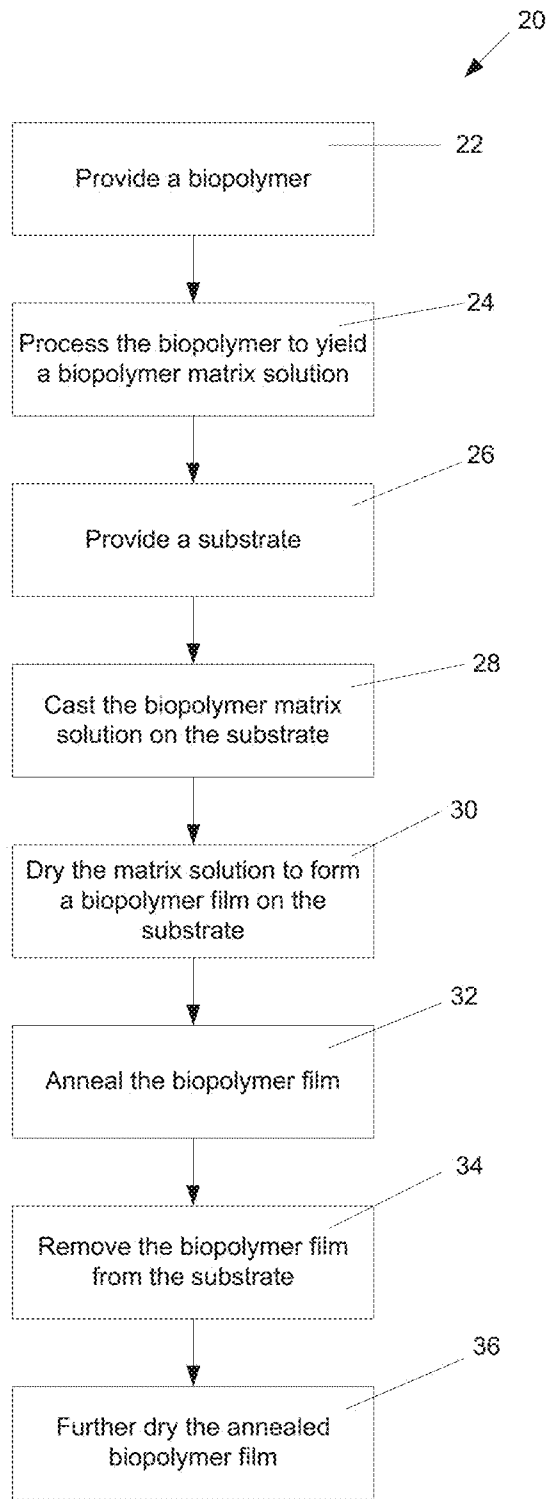 20
22
Provide a biopolymer
24
Process the biopolymer to yield
a biopolymer matrix solution
26
Provide a substrate
28
Cast the biopolymer matrix
solution on the substrate
30
Dry the matrix solution to form
a biopolymer film on the
substrate
32
Anneal the biopolymer film
34
Remove the biopolymer film
from the substrate
36
Further dry the annealed
biopolymer film